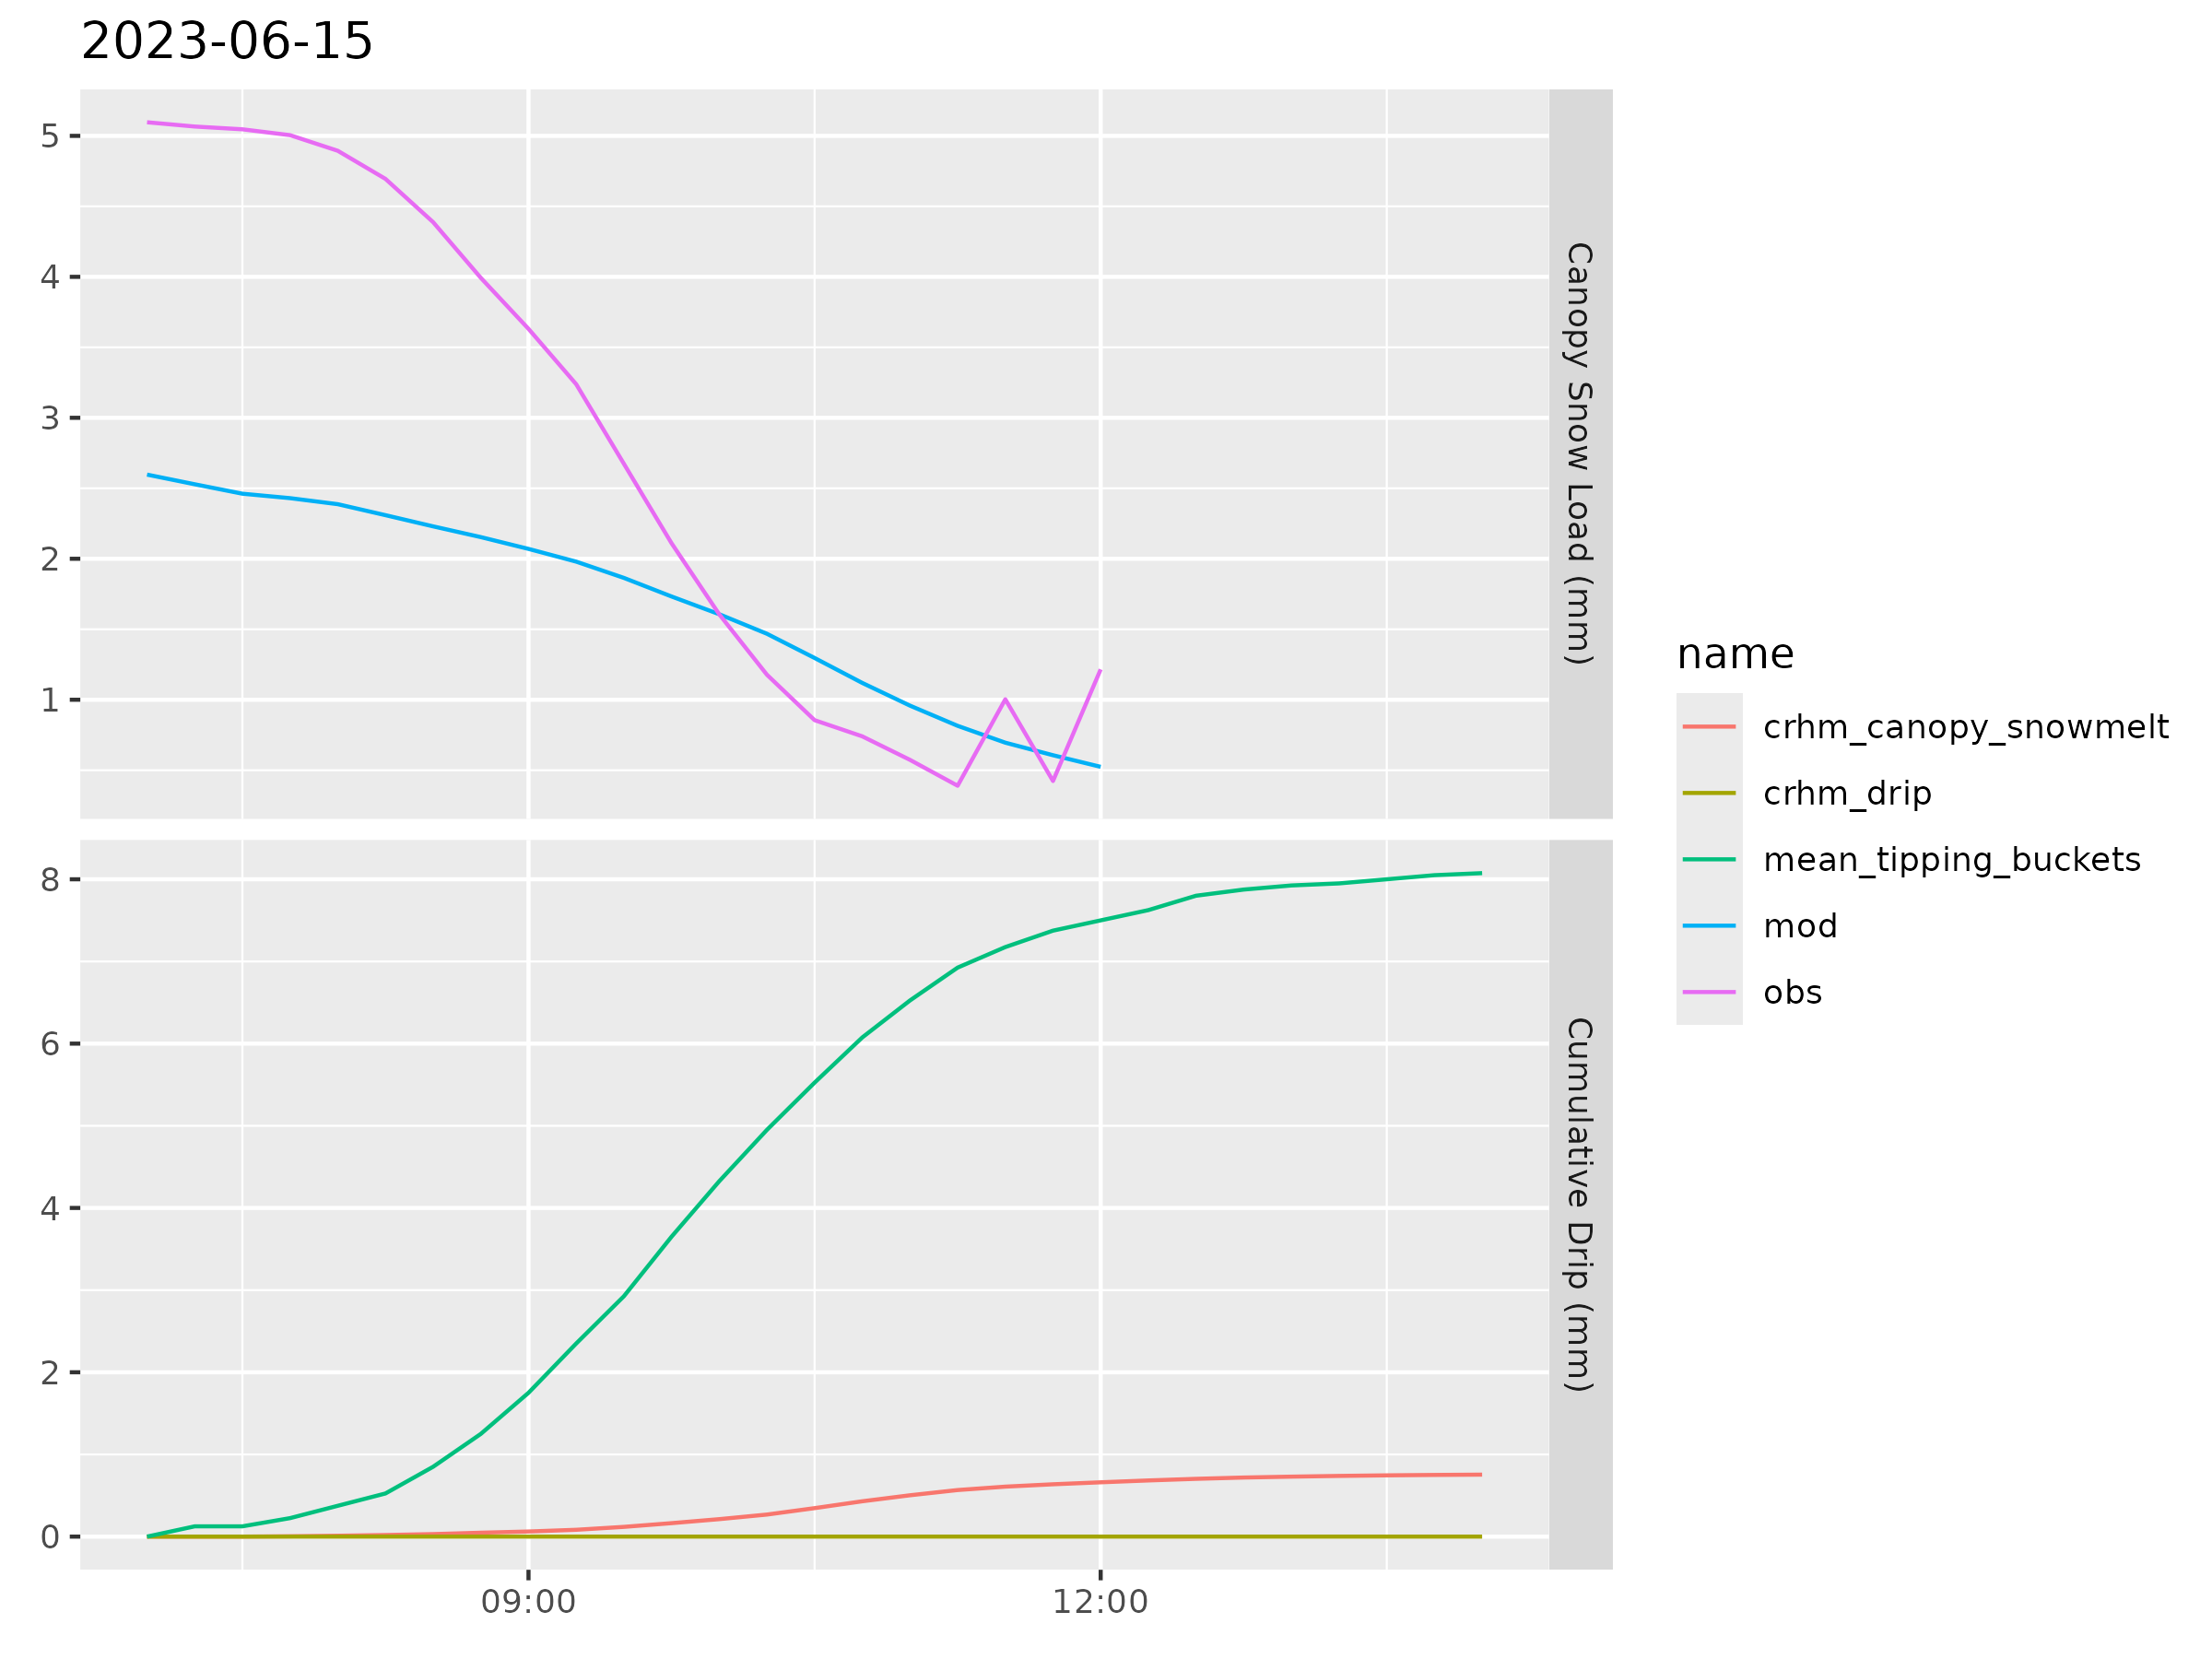 2023-06-15
5
4
3
2
1
Canopy Snow Load (mm)
8
6
4
2
0
Cumulative Drip (mm)
09:00
12:00
name
crhm_canopy_snowmelt
crhm_drip
mean_tipping_buckets
mod
obs